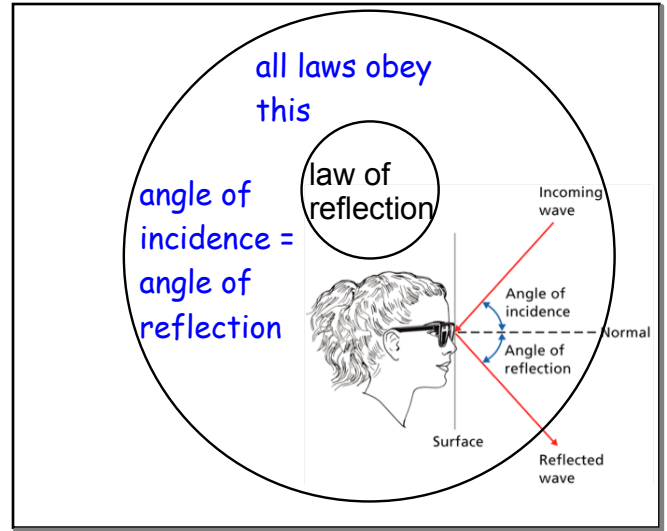 all laws obey
this
law of
reflection
angle of
incidence =
angle of
reflection
Incoming
wave
Angle of
incidence
Normal
Angle of
reflection
Surface
Reflected
wave